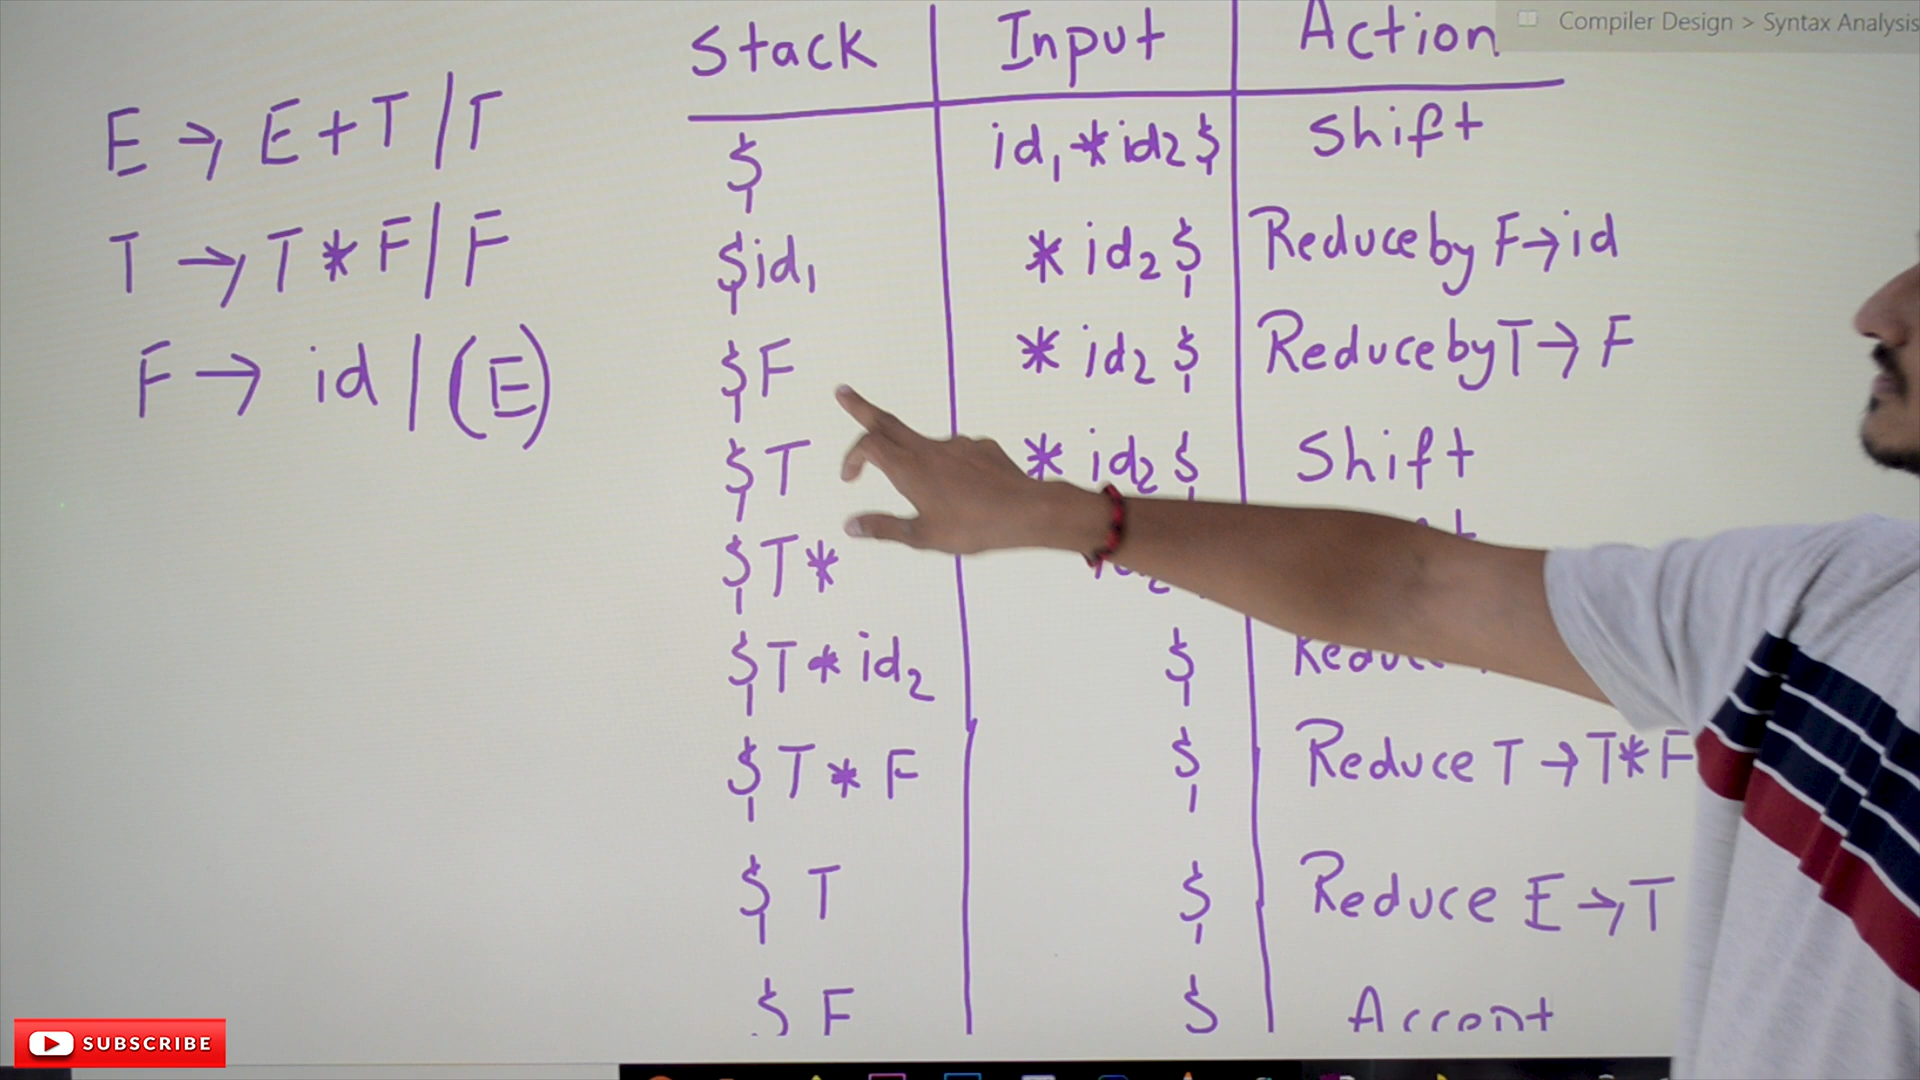 Compiler Design > Syntax Analysis
Stack Input Action
E → E + T / T
$ id1 * id2 $ Shift
T → T * F / F
$ id1 * id2 $ Reduce by F → id
F → id | (E)
$ F * id2 $ Reduce by T → F
$ T * id2 $ Shift
$ T *
$ T * id2 $
$ T * F $ Reduce T → T * F
$ T $ Reduce E → T
$ $ Accept
SUBSCRIBE